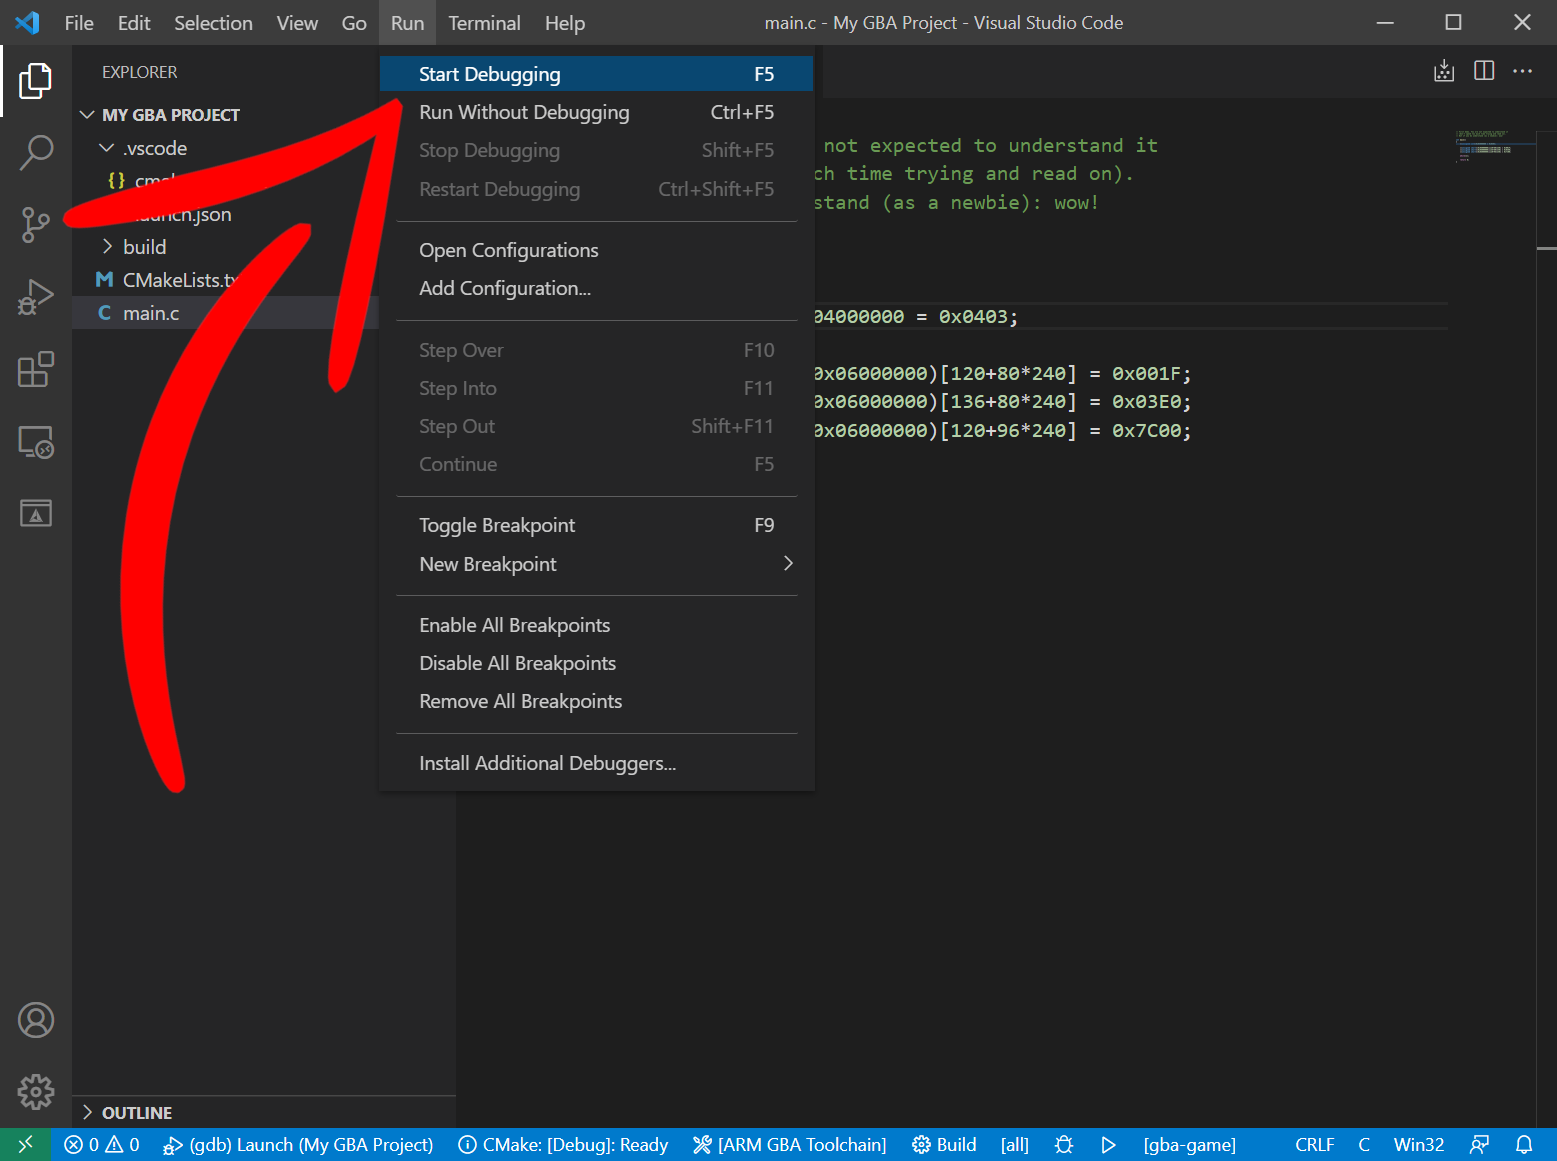 File Edit Selection View Go Run Terminal Help main.c - My GBA Project - Visual Studio Code
EXPLORER
MY GBA PROJECT
.vscode
{}
launch.json
build
M CMakeLists.tx
C main.c
OUTLINE
Start Debugging F5
Run Without Debugging Ctrl+F5
Stop Debugging Shift+F5
Restart Debugging Ctrl+Shift+F5
Open Configurations
Add Configuration...
Step Over F10
Step Into F11
Step Out Shift+F11
Continue F5
Toggle Breakpoint F9
New Breakpoint
Enable All Breakpoints
Disable All Breakpoints
Remove All Breakpoints
Install Additional Debuggers...
not expected to understand it
ch time trying and read on).
stand (as a newbie): wow!
04000000 = 0x0403;
0x06000000)[120+80*240] = 0x001F;
0x06000000)[136+80*240] = 0x03E0;
0x06000000)[120+96*240] = 0x7C00;
0 0 (gdb) Launch (My GBA Project) CMake: [Debug]: Ready [ARM GBA Toolchain] Build [all] [gba-game] CRLF C Win32